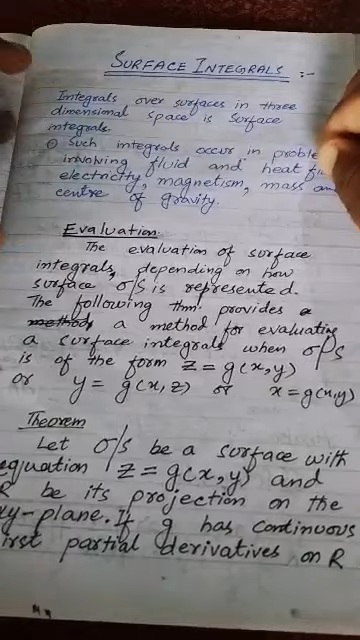 SURFACE INTEGRALS :-
Integrals over surfaces in three
dimensional space is Surface
integrals.
Such integrals occur in
involving fluid and heat
electricity, magnetism, mass
centre of gravity.
Evaluation.
The evaluation of surface
integrals, depending on how
surface σ/S is represented.
The following thm. provides a
method, a method for evaluating
a surface integrals when
is of the form z = g(x,y)
or y = g(x,z) or x = g(x,y)
Theorem
Let σ/s be a surface with
equation z = g(x,y) and
R be its projection on the
xy-plane. If g has continuous
first partial derivatives on R